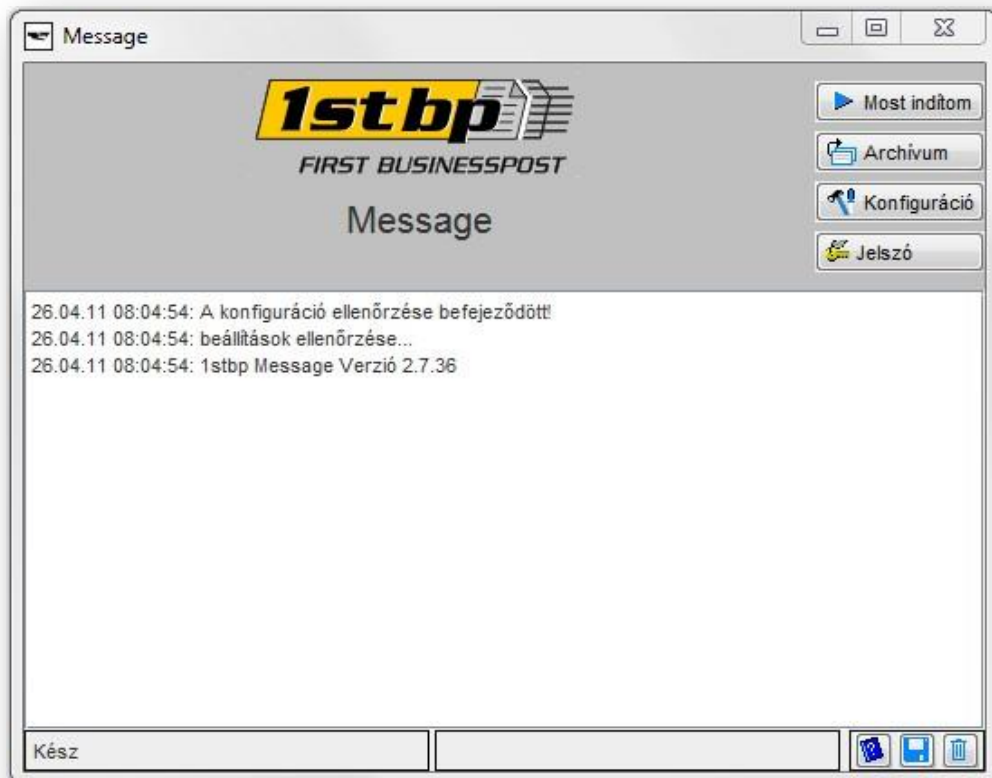 Message
1stbp
FIRST BUSINESSPOST
Message
Most indítom
Archívum
Konfiguráció
Jelszó
26.04.11 08:04:54: A konfiguráció ellenőrzése befejeződött!
26.04.11 08:04:54: beállítások ellenőrzése...
26.04.11 08:04:54: 1stbp Message Verzió 2.7.36
Kész